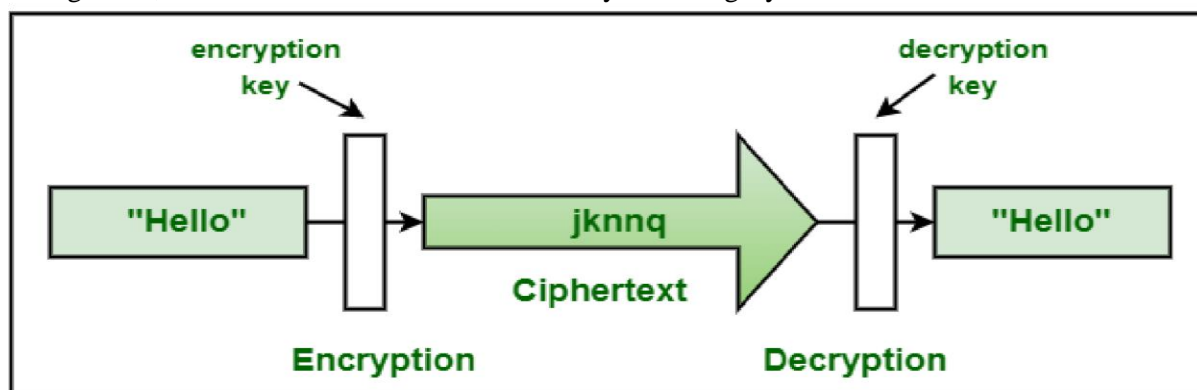 encryption
key
decryption
key
"Hello"
jknnq
"Hello"
Ciphertext
Encryption
Decryption